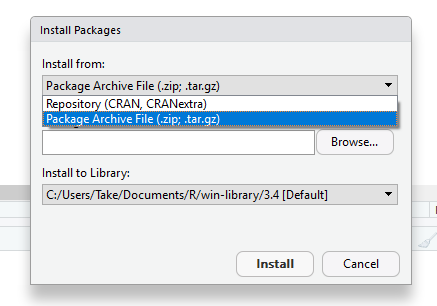 Install Packages
Install from:
Package Archive File (.zip; .tar.gz)
Repository (CRAN, CRANextra)
Package Archive File (.zip; .tar.gz)
Browse...
Install to Library:
C:/Users/Take/Documents/R/win-library/3.4 [Default]
Install
Cancel